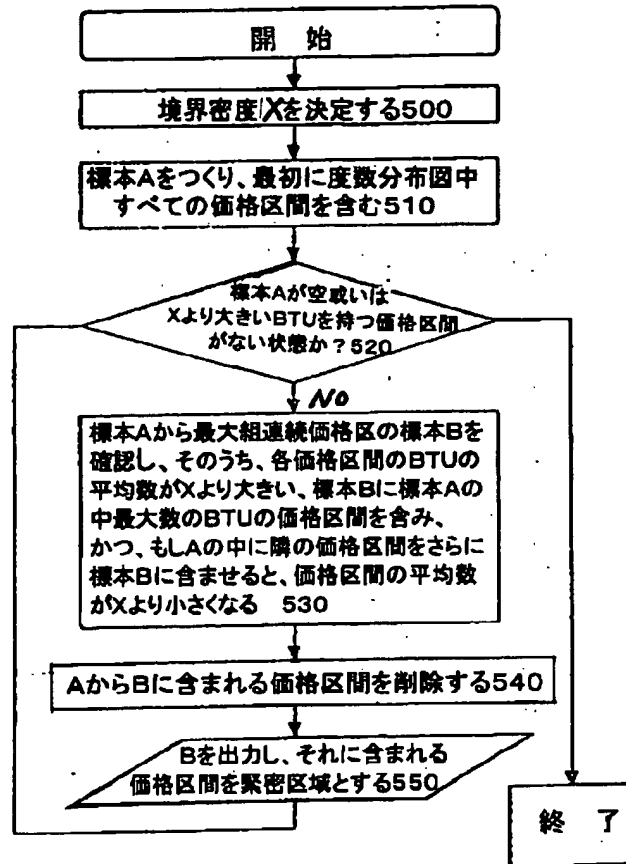 開 始
境界密度Xを決定する500
標本Aをつくり、最初に度数分布図中
すべての価格区間を含む510
標本Aが空或いは
Xより大きいBTUを持つ価格区間
がない状態か?520
NO
標本Aから最大組連続価格区の標本Bを
確認し、そのうち、各価格区間のBTUの
平均数がXより大きい、標本Bに標本Aの
中最大数のBTUの価格区間を含み、
かつ、もしAの中に隣の価格区間をさらに
標本Bに含ませると、価格区間の平均数
がXより小さくなる 530
AからBに含まれる価格区間を削除する540
Bを出力し、それに含まれる
価格区間を緊密区域とする550
終 了